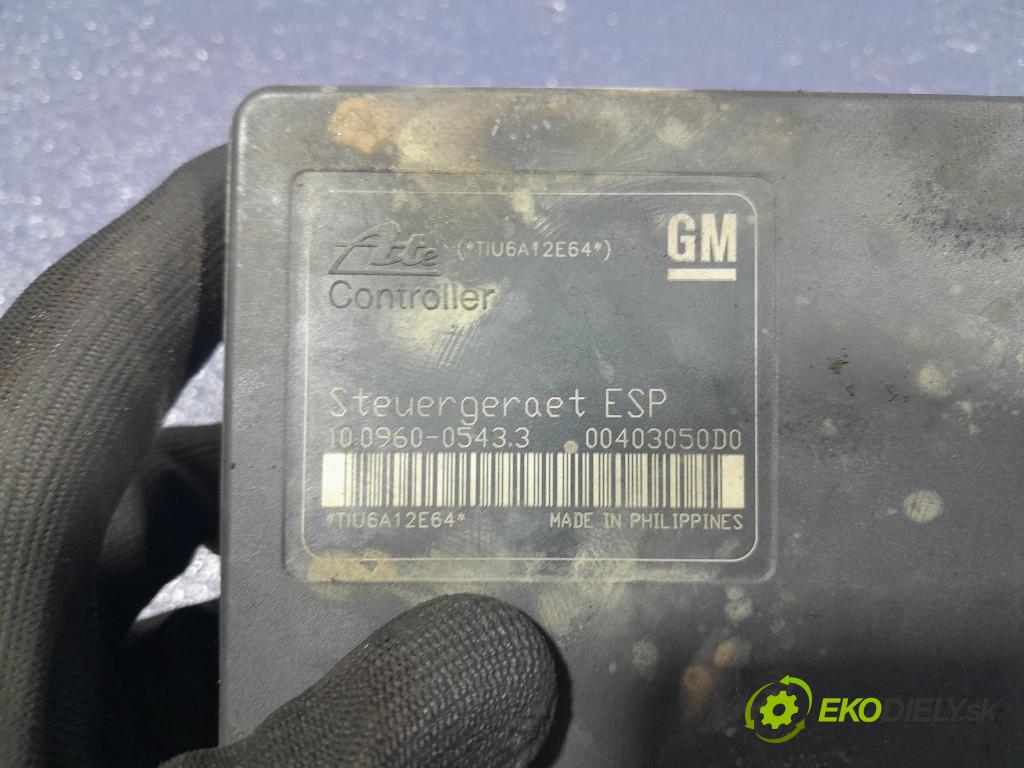 Ate (*TIU6A12E64*) GM
Controller
Steuergeraet ESP
10.0960-0543.3 00403050D0
*TIU6A12E64* MADE IN PHILIPPINES
EKODIELY.sk